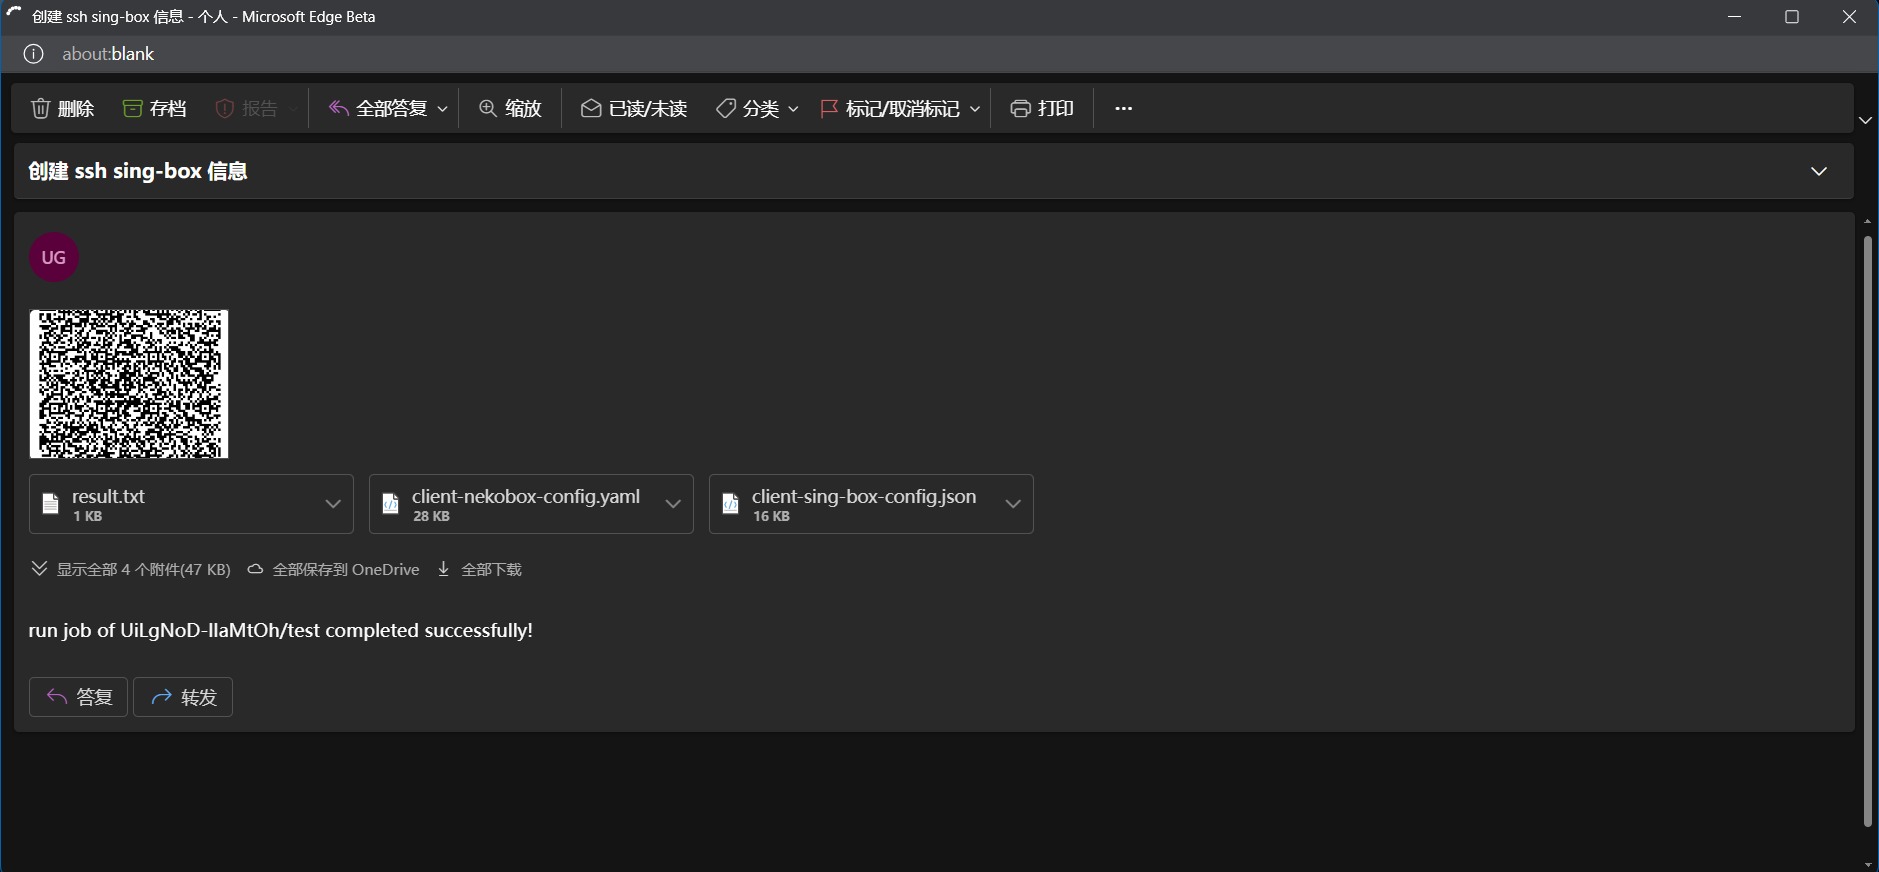 创建 ssh sing-box 信息 - 个人 - Microsoft Edge Beta
about:blank
删除 存档 报告 全部答复 缩放 已读/未读 分类 标记/取消标记 打印 ...
创建 ssh sing-box 信息
UG
result.txt client-nekobox-config.yaml client-sing-box-config.json
1 KB 28 KB 16 KB
显示全部 4 个附件(47 KB) 全部保存到 OneDrive 全部下载
run job of UiLgNoD-lIaMtOh/test completed successfully!
答复 转发